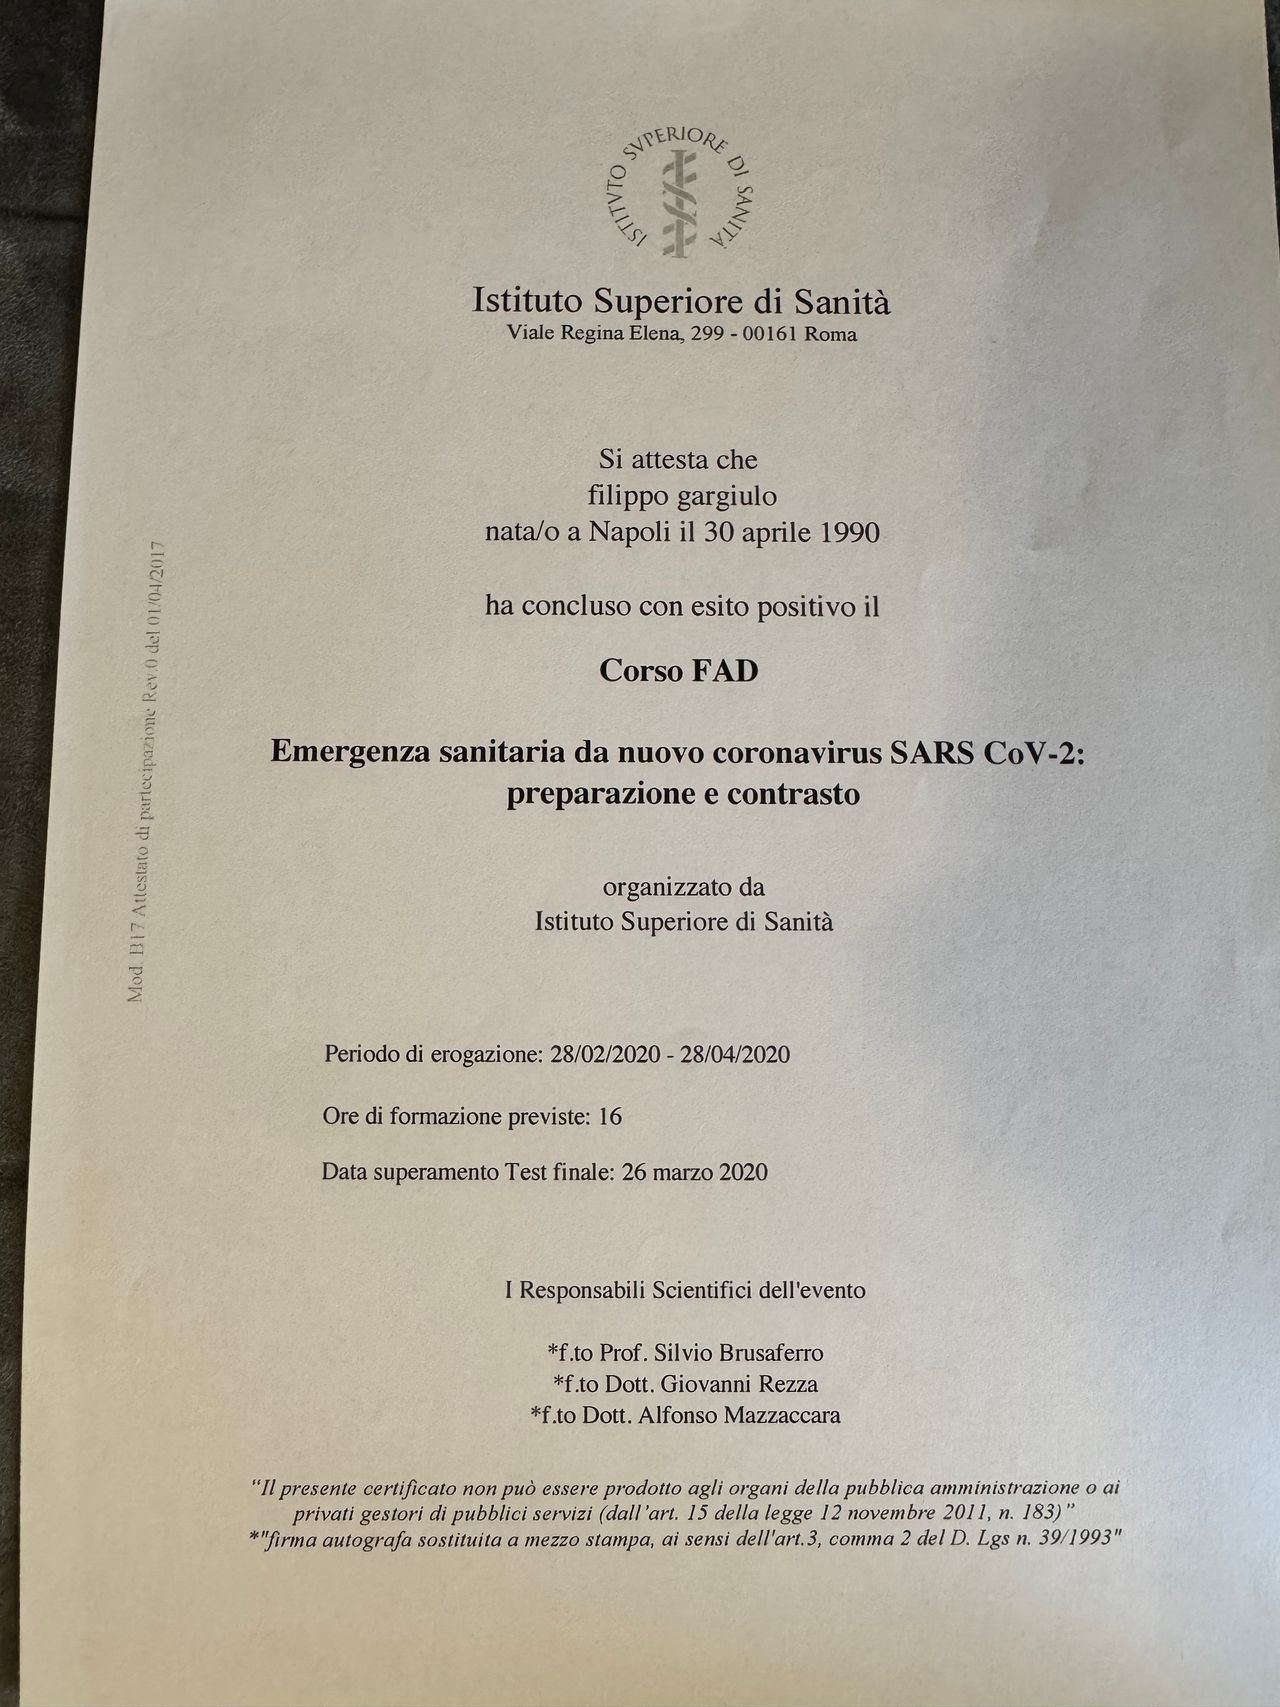 ISTITVTO SVPERIORE DI SANITÀ
Istituto Superiore di Sanità
Viale Regina Elena, 299 - 00161 Roma
Si attesta che
filippo gargiulo
nata/o a Napoli il 30 aprile 1990
ha concluso con esito positivo il
Corso FAD
Emergenza sanitaria da nuovo coronavirus SARS CoV-2:
preparazione e contrasto
organizzato da
Istituto Superiore di Sanità
Mod. B17 Attestato di partecipazione Rev.0 del 01/04/2017
Periodo di erogazione: 28/02/2020 - 28/04/2020
Ore di formazione previste: 16
Data superamento Test finale: 26 marzo 2020
I Responsabili Scientifici dell'evento
*f.to Prof. Silvio Brusaferro
*f.to Dott. Giovanni Rezza
*f.to Dott. Alfonso Mazzaccara
“Il presente certificato non può essere prodotto agli organi della pubblica amministrazione o ai
privati gestori di pubblici servizi (dall’art. 15 della legge 12 novembre 2011, n. 183)”
*"firma autografa sostituita a mezzo stampa, ai sensi dell'art.3, comma 2 del D. Lgs n. 39/1993"